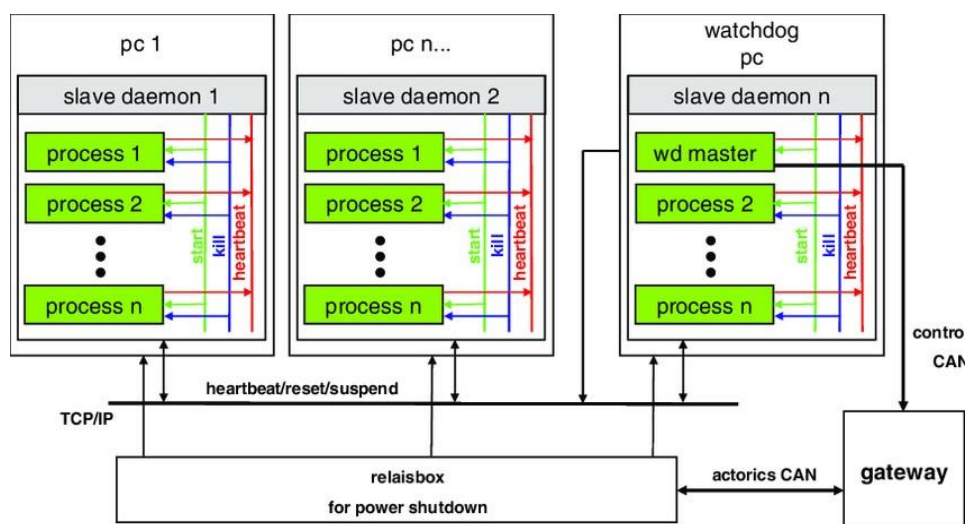 pc 1
slave daemon 1
process 1
process 2
process n
start
kill
heartbeat
pc n...
slave daemon 2
process 1
process 2
process n
start
kill
heartbeat
watchdog
pc
slave daemon n
wd master
process 2
process n
start
kill
heartbeat
contro
CAN
heartbeat/reset/suspend
TCP/IP
relaisbox
for power shutdown
actorics CAN
gateway